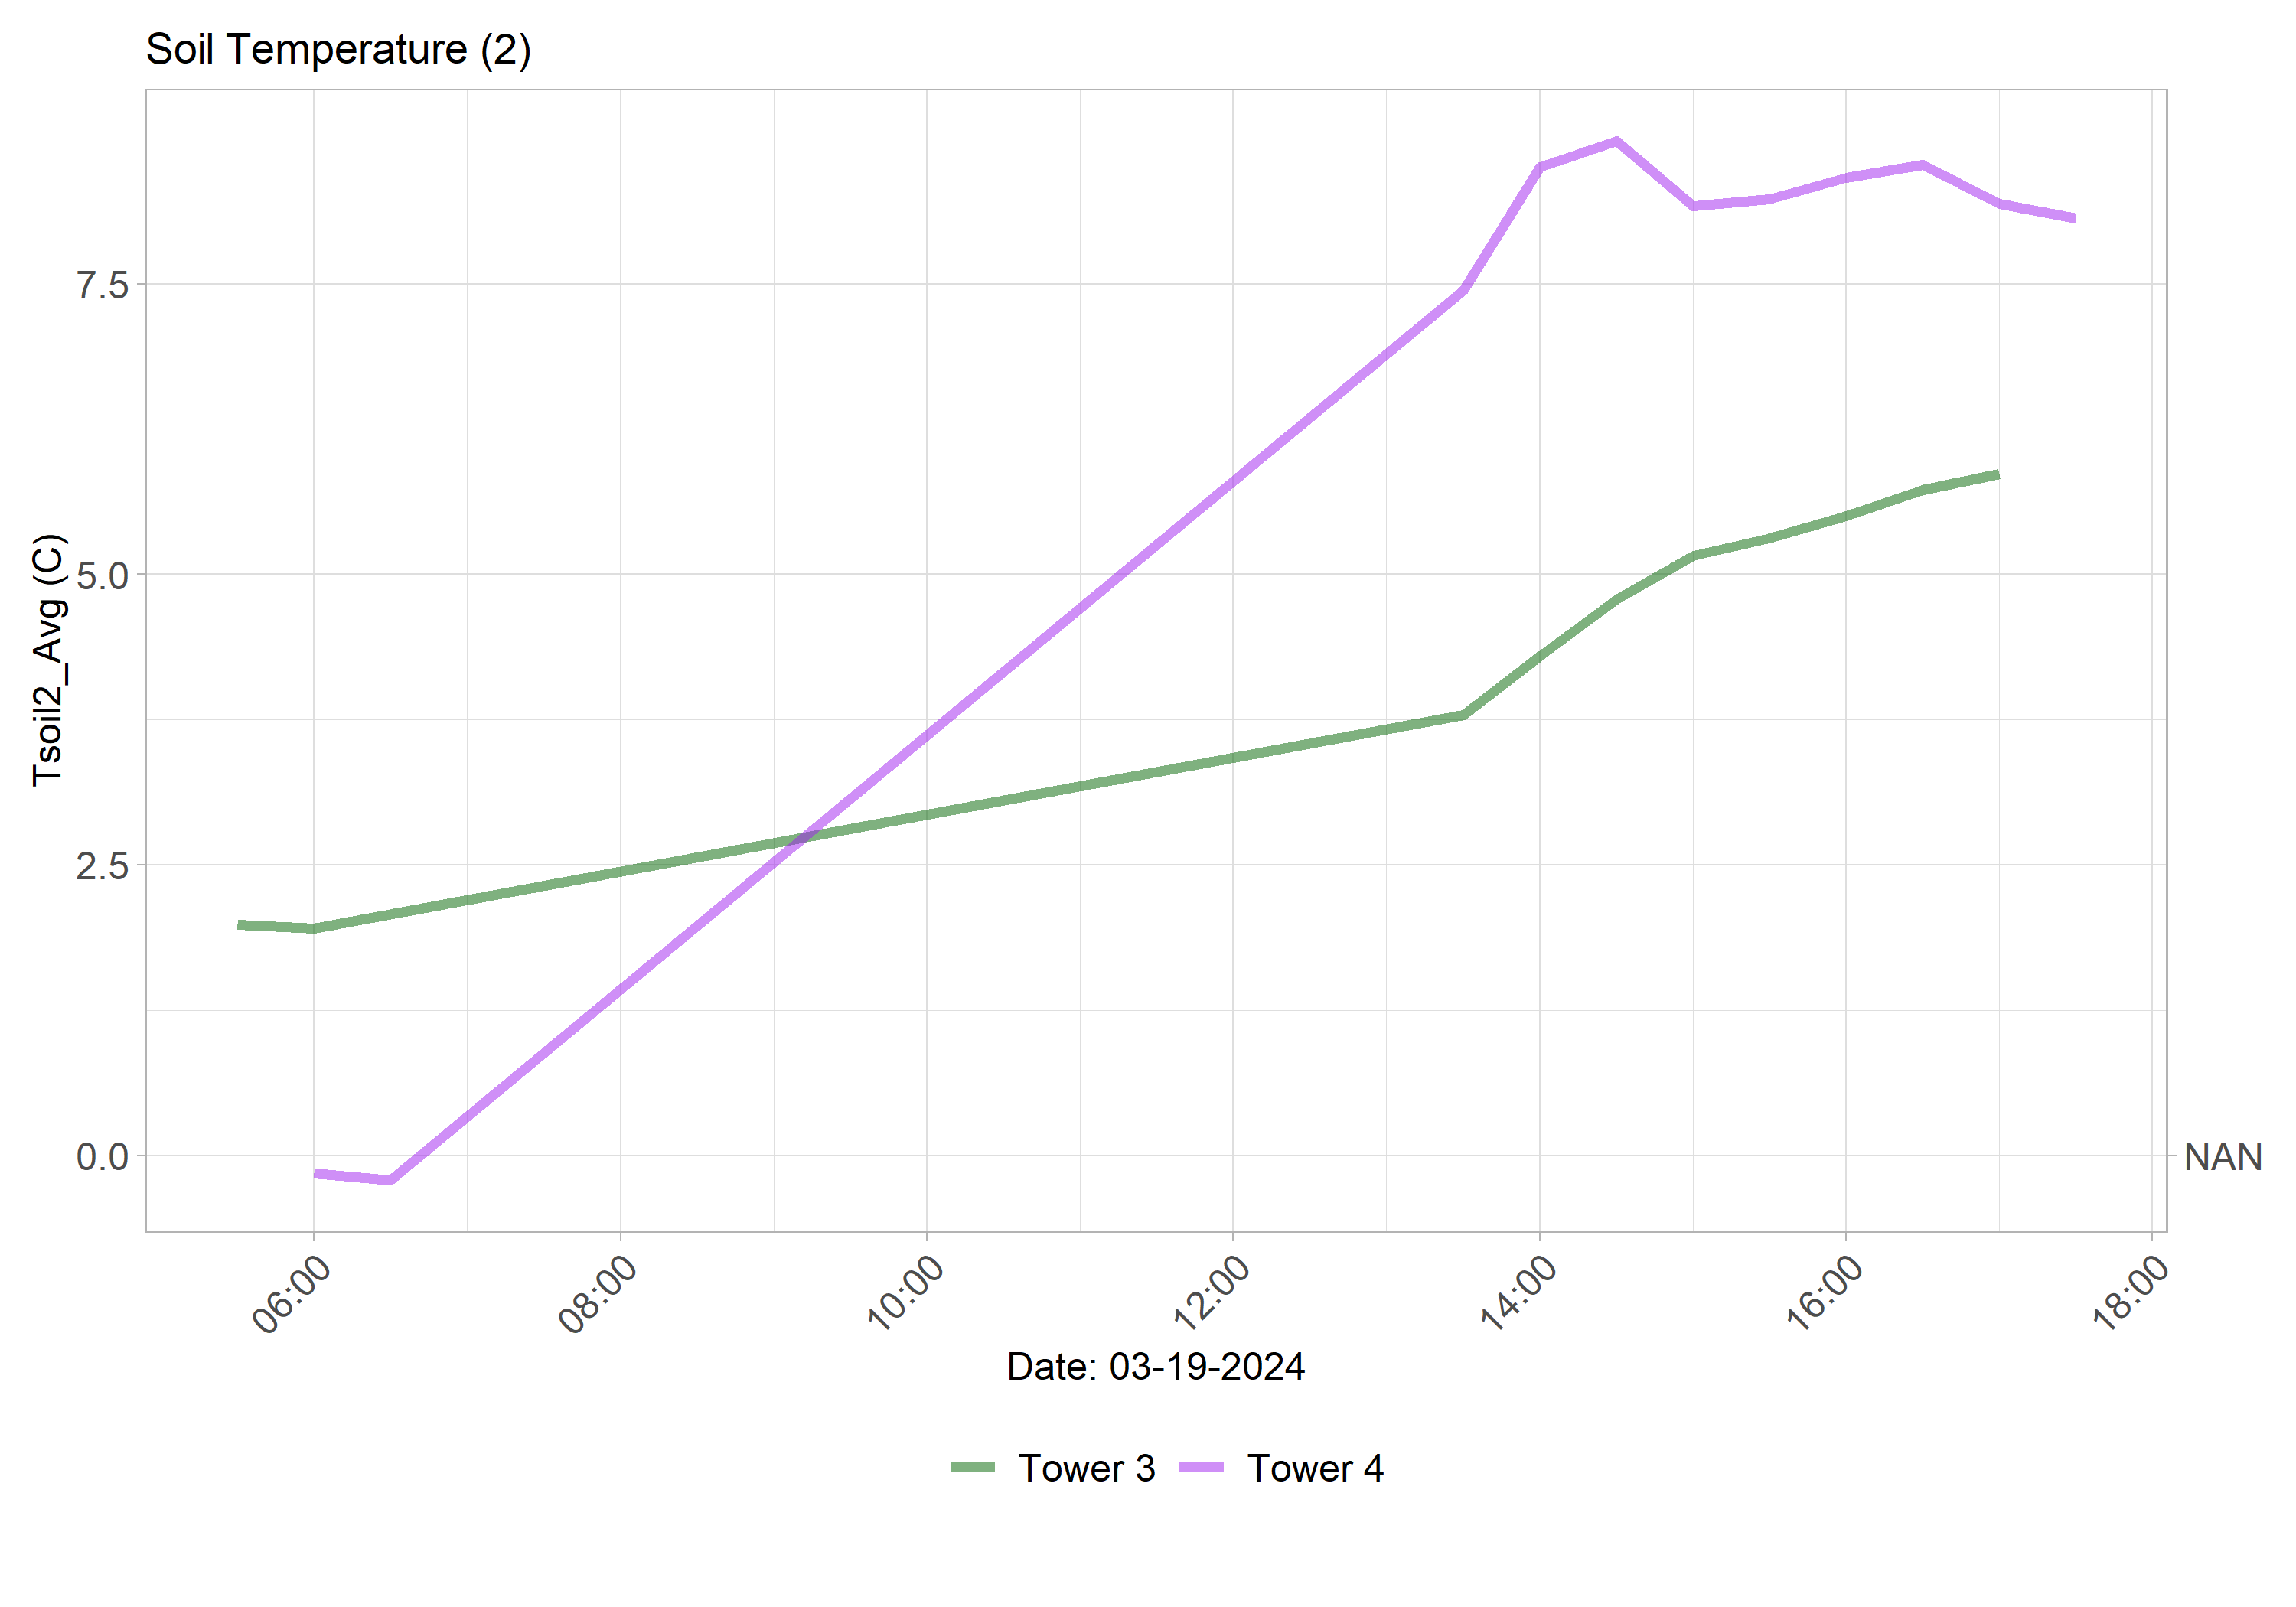 Soil Temperature (2)
Tsoil2_Avg (C)
7.5
5.0
2.5
0.0
NAN
06:00
08:00
10:00
12:00
14:00
16:00
18:00
Date: 03-19-2024
Tower 3
Tower 4